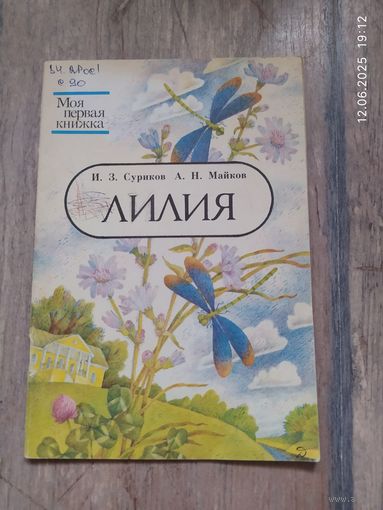 Моя
первая
книжка
И. З. Суриков А. Н. Майков
ЛИЛИЯ
12.06.2025 19:12